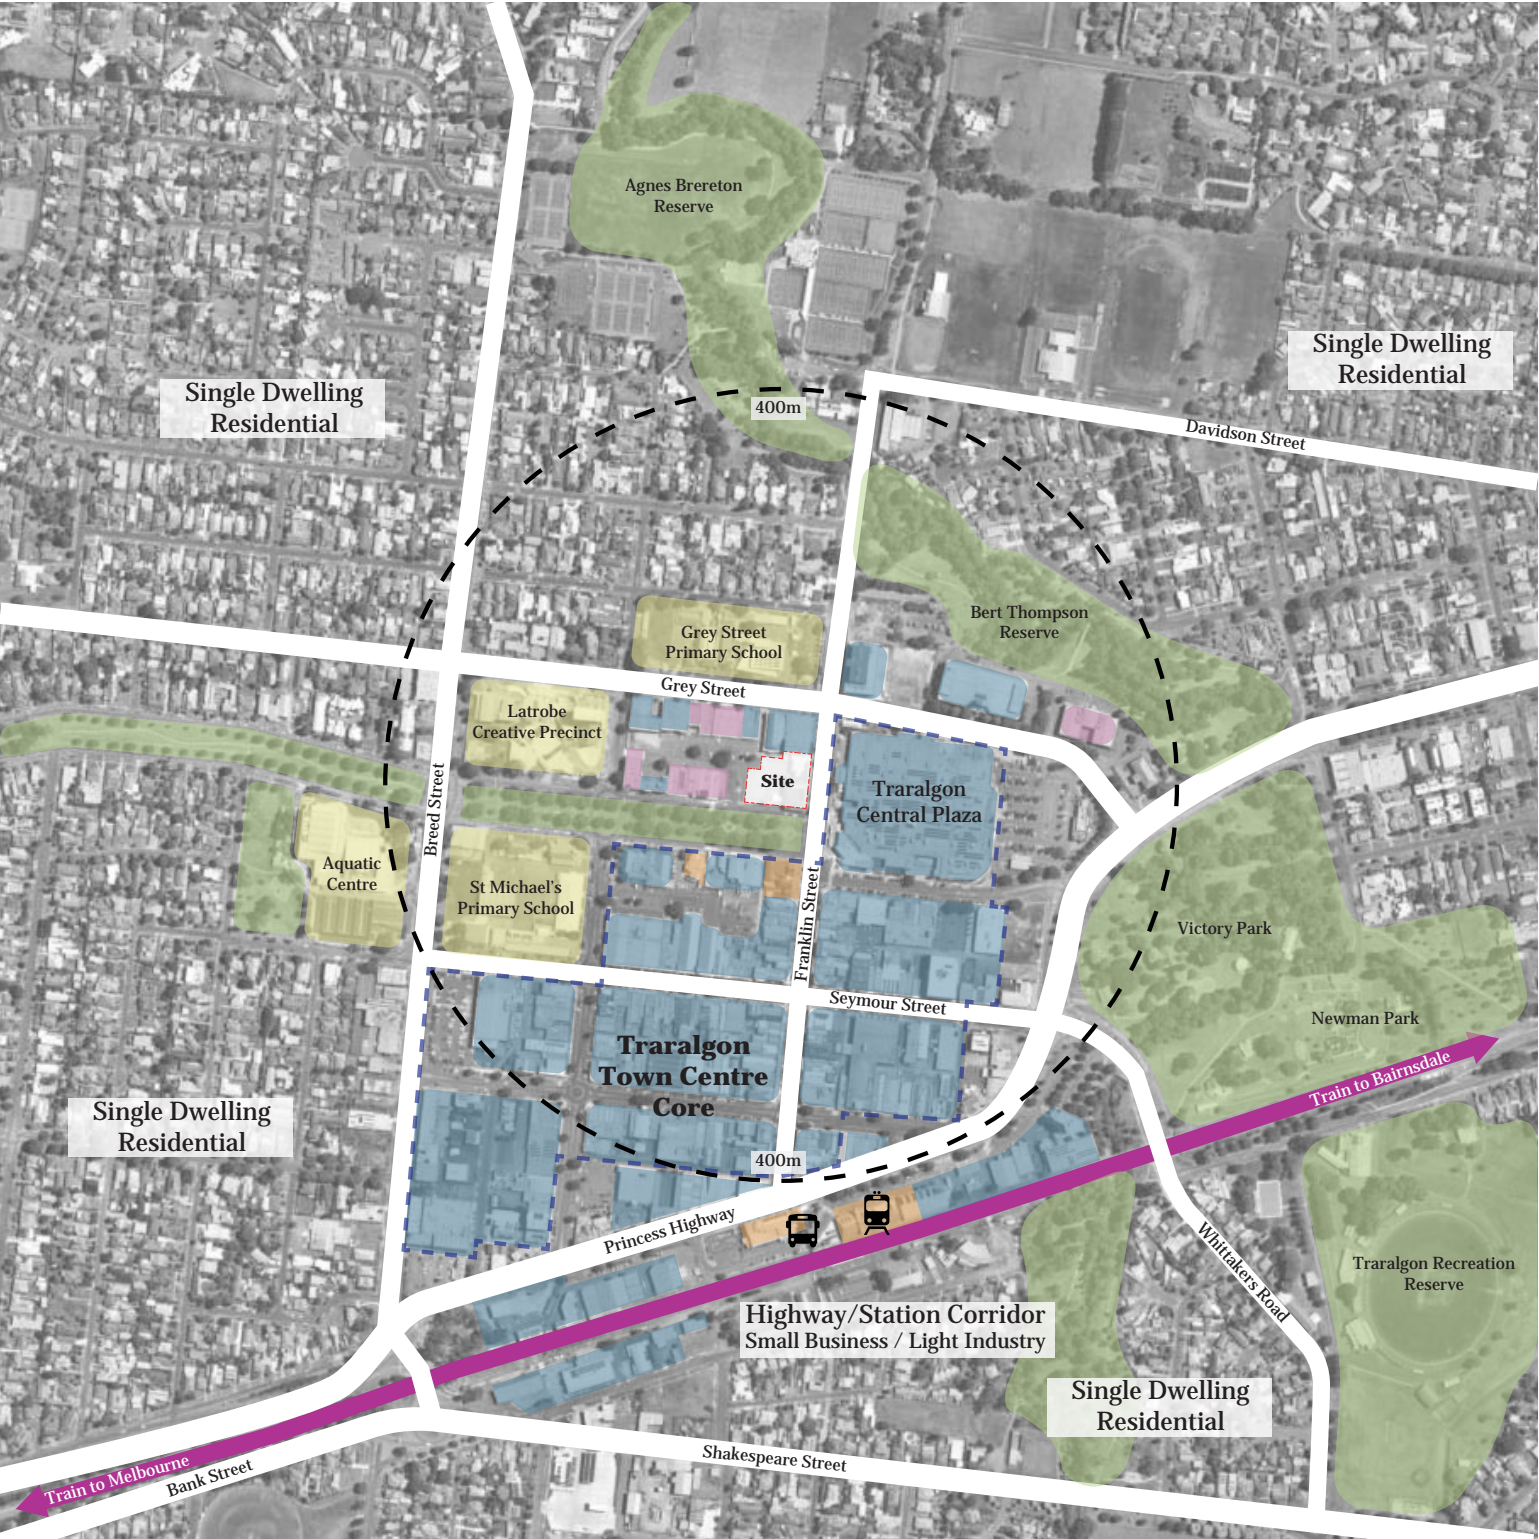 Agnes Brereton
Reserve
Single Dwelling
Residential
Single Dwelling
Residential
400m
Davidson Street
Bert Thompson
Reserve
Grey Street
Primary School
Grey Street
Latrobe
Creative Precinct
Site
Traralgon
Central Plaza
Breed Street
Aquatic
Centre
St Michael's
Primary School
Franklin Street
Victory Park
Seymour Street
Newman Park
Traralgon
Town Centre
Core
Train to Bairnsdale
Single Dwelling
Residential
400m
Princess Highway
Whittakers Road
Traralgon Recreation
Reserve
Highway/Station Corridor
Small Business / Light Industry
Single Dwelling
Residential
Shakespeare Street
Train to Melbourne
Bank Street